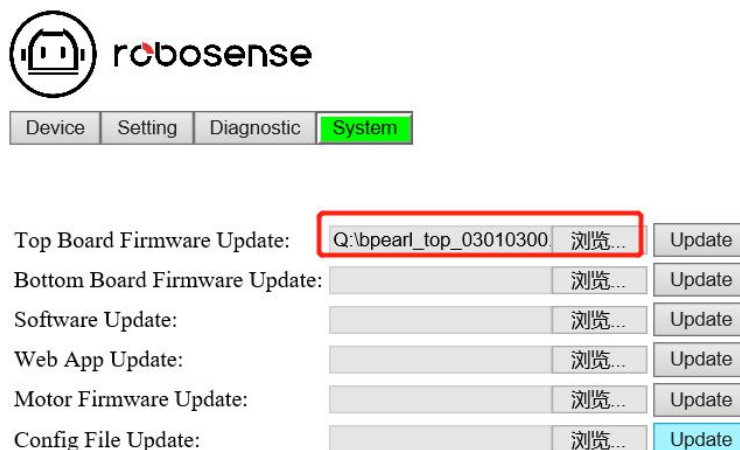 robosense
Device Setting Diagnostic System
Top Board Firmware Update: Q:\bpearl_top_03010300. 浏览... Update
Bottom Board Firmware Update: 浏览... Update
Software Update: 浏览... Update
Web App Update: 浏览... Update
Motor Firmware Update: 浏览... Update
Config File Update: 浏览... Update